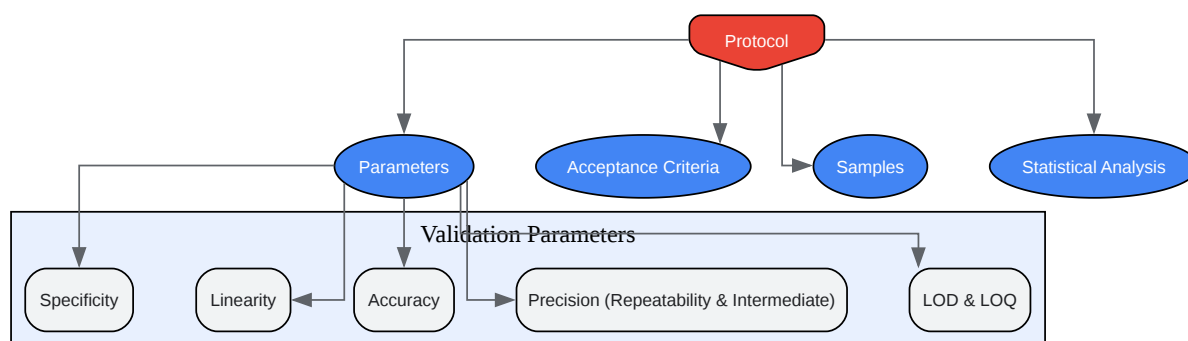 Protocol
Parameters
Acceptance Criteria
Samples
Statistical Analysis
Validation Parameters
Specificity
Linearity
Accuracy
Precision (Repeatability & Intermediate)
LOD & LOQ